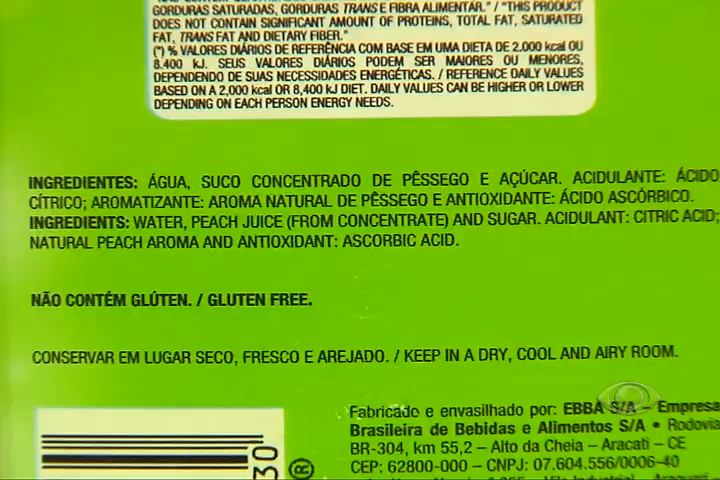 GORDURAS SATURADAS, GORDURAS TRANS E FIBRA ALIMENTAR." / "THIS PRODUCT
DOES NOT CONTAIN SIGNIFICANT AMOUNT OF PROTEINS, TOTAL FAT, SATURATED
FAT, TRANS FAT AND DIETARY FIBER."
(*) % VALORES DIÁRIOS DE REFERÊNCIA COM BASE EM UMA DIETA DE 2.000 kcal OU
8.400 kJ. SEUS VALORES DIÁRIOS PODEM SER MAIORES OU MENORES,
DEPENDENDO DE SUAS NECESSIDADES ENERGÉTICAS. / REFERENCE DAILY VALUES
BASED ON A 2,000 kcal OR 8,400 kJ DIET. DAILY VALUES CAN BE HIGHER OR LOWER
DEPENDING ON EACH PERSON ENERGY NEEDS.
INGREDIENTES: ÁGUA, SUCO CONCENTRADO DE PÊSSEGO E AÇÚCAR. ACIDULANTE: ÁCIDO
CÍTRICO; AROMATIZANTE: AROMA NATURAL DE PÊSSEGO E ANTIOXIDANTE: ÁCIDO ASCÓRBICO.
INGREDIENTS: WATER, PEACH JUICE (FROM CONCENTRATE) AND SUGAR. ACIDULANT: CITRIC ACID;
NATURAL PEACH AROMA AND ANTIOXIDANT: ASCORBIC ACID.
NÃO CONTÉM GLÚTEN. / GLUTEN FREE.
CONSERVAR EM LUGAR SECO, FRESCO E AREJADO. / KEEP IN A DRY, COOL AND AIRY ROOM.
Fabricado e envasilhado por: EBBA S/A – Empresa
Brasileira de Bebidas e Alimentos S/A • Rodovia
BR-304, km 55,2 – Alto da Cheia – Aracati – CE
CEP: 62800-000 – CNPJ: 07.604.556/0006-40
30
®